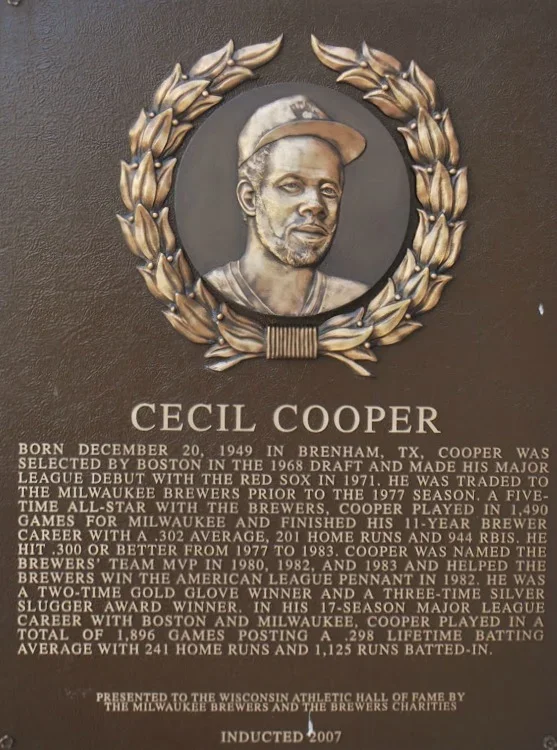 CECIL COOPER
BORN DECEMBER 20, 1949 IN BRENHAM, TX, COOPER WAS
SELECTED BY BOSTON IN THE 1968 DRAFT AND MADE HIS MAJOR
LEAGUE DEBUT WITH THE RED SOX IN 1971. HE WAS TRADED TO
THE MILWAUKEE BREWERS PRIOR TO THE 1977 SEASON. A FIVE-
TIME ALL-STAR WITH THE BREWERS, COOPER PLAYED IN 1,490
GAMES FOR MILWAUKEE AND FINISHED HIS 11-YEAR BREWER
CAREER WITH A .302 AVERAGE, 201 HOME RUNS AND 944 RBIS. HE
HIT .300 OR BETTER FROM 1977 TO 1983. COOPER WAS NAMED THE
BREWERS' TEAM MVP IN 1980, 1982, AND 1983 AND HELPED THE
BREWERS WIN THE AMERICAN LEAGUE PENNANT IN 1982. HE WAS
A TWO-TIME GOLD GLOVE WINNER AND A THREE-TIME SILVER
SLUGGER AWARD WINNER. IN HIS 17-SEASON MAJOR LEAGUE
CAREER WITH BOSTON AND MILWAUKEE, COOPER PLAYED IN A
TOTAL OF 1,896 GAMES POSTING A .298 LIFETIME BATTING
AVERAGE WITH 241 HOME RUNS AND 1,125 RUNS BATTED-IN.
PRESENTED TO THE WISCONSIN ATHLETIC HALL OF FAME BY
THE MILWAUKEE BREWERS AND THE BREWERS CHARITIES
INDUCTED 2007